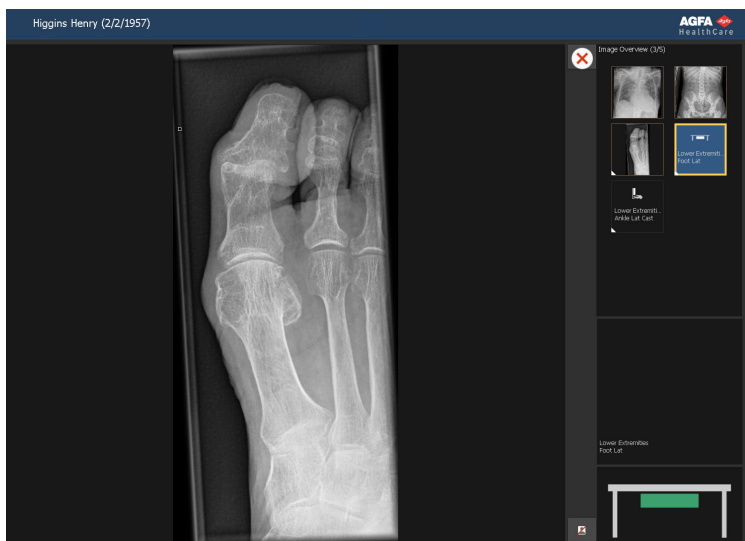 Higgins Henry (2/2/1957)
AGFA
HealthCare
Image Overview (3/5)
Lower Extremiti...
Foot Lat
Lower Extremiti...
Ankle Lat Cast
Lower Extremities
Foot Lat